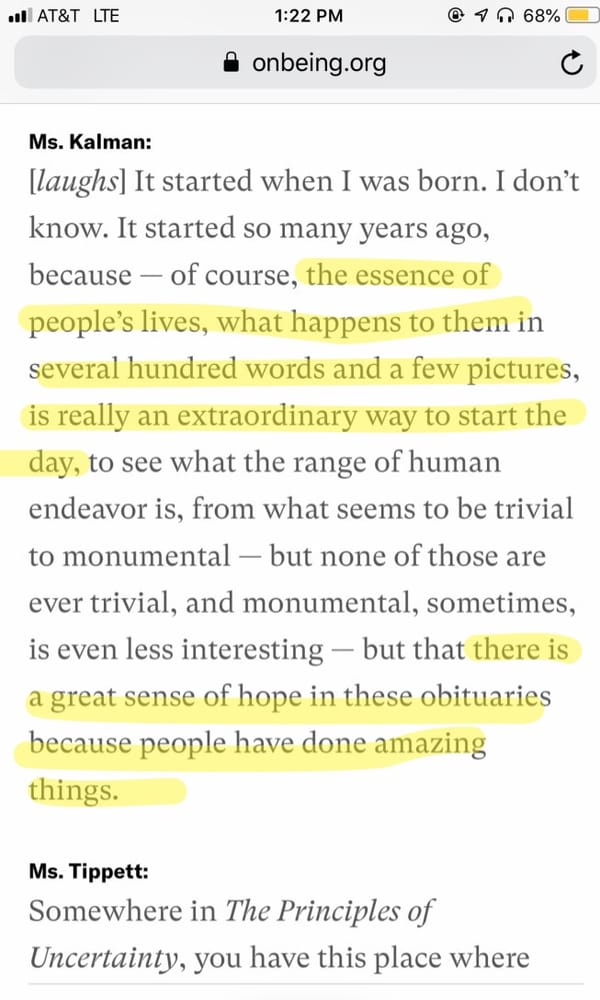 AT&T LTE 1:22 PM 68%
onbeing.org
Ms. Kalman:
[laughs] It started when I was born. I don’t
know. It started so many years ago,
because — of course, the essence of
people’s lives, what happens to them in
several hundred words and a few pictures,
is really an extraordinary way to start the
day, to see what the range of human
endeavor is, from what seems to be trivial
to monumental — but none of those are
ever trivial, and monumental, sometimes,
is even less interesting — but that there is
a great sense of hope in these obituaries
because people have done amazing
things.
Ms. Tippett:
Somewhere in The Principles of
Uncertainty, you have this place where